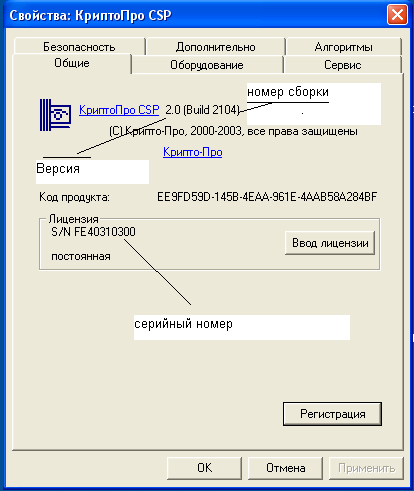 Свойства: КриптоПро CSP
Безопасность Дополнительно Алгоритмы
Общие Оборудование Сервис
номер сборки
КриптоПро CSP 2.0 (Build 2104)
(C) Крипто-Про, 2000-2003, все права защищены
Крипто-Про
Версия
Код продукта: EE9FD59D-145B-4EAA-961E-4AAB58A284BF
Лицензия
S/N FE40310300
Ввод лицензии
постоянная
серийный номер
Регистрация
OK Отмена Применить